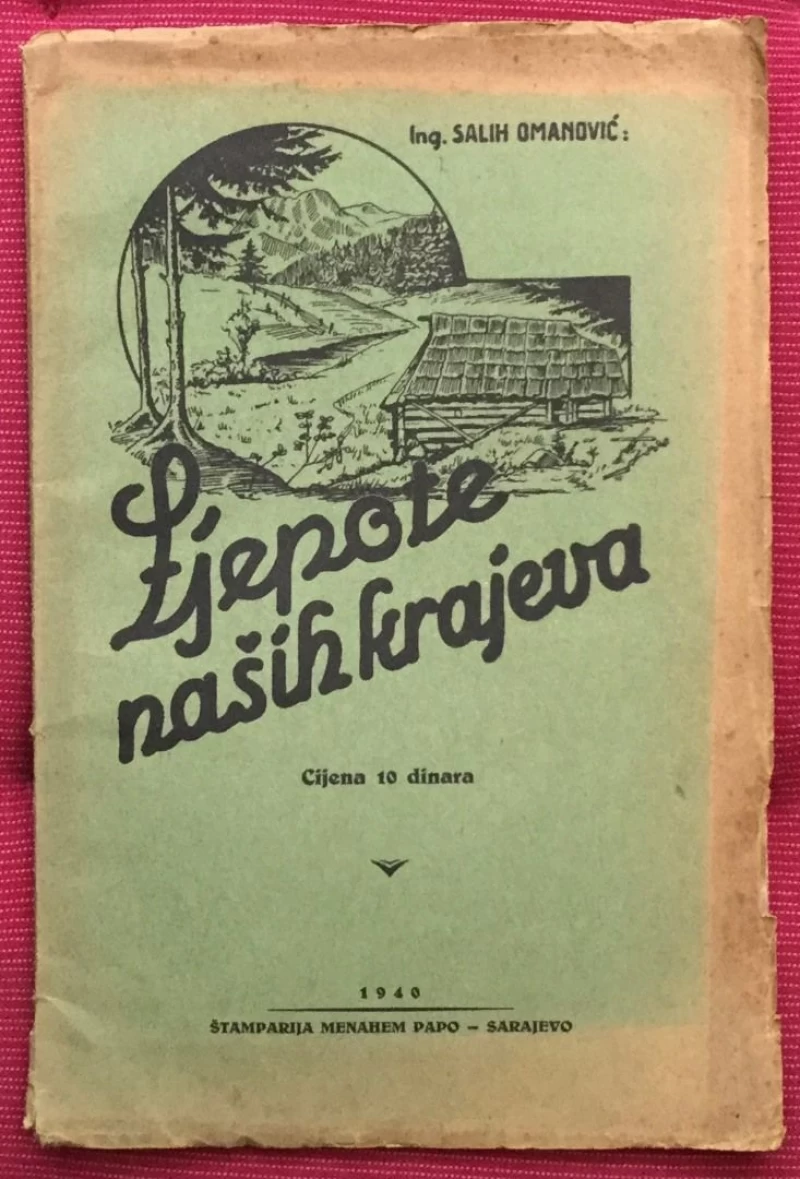 Ing. SALIH OMANOVIĆ:
Ljepote
naših krajeva
Cijena 10 dinara
1940
ŠTAMPARIJA MENAHEM PAPO – SARAJEVO